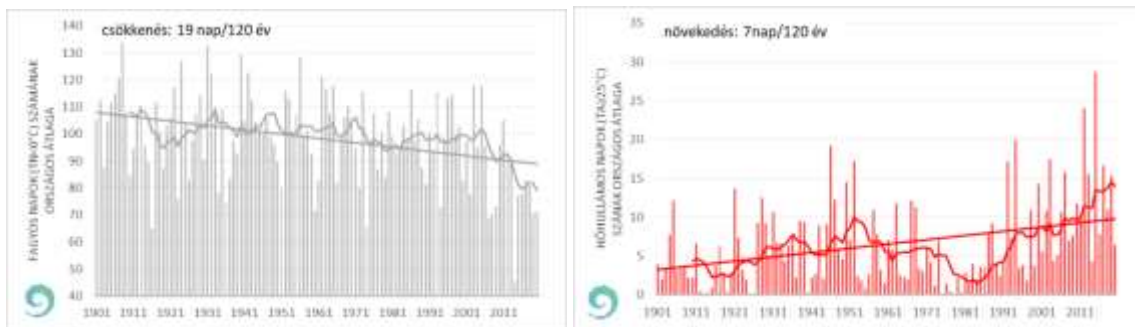 csökkenés: 19 nap/120 év
FAGYOS NAPOK (TN<0°C) SZÁMÁNAK
ORSZÁGOS ÁTLAGA
140
130
120
110
100
90
80
70
60
50
40
1901 1911 1921 1931 1941 1951 1961 1971 1981 1991 2001 2011
növekedés: 7nap/120 év
HŐHULLÁMOS NAPOK (TA≥25°C)
SZÁNAK ORSZÁGOS ÁTLAGA
35
30
25
20
15
10
5
0
1901 1911 1921 1931 1941 1951 1961 1971 1981 1991 2001 2011